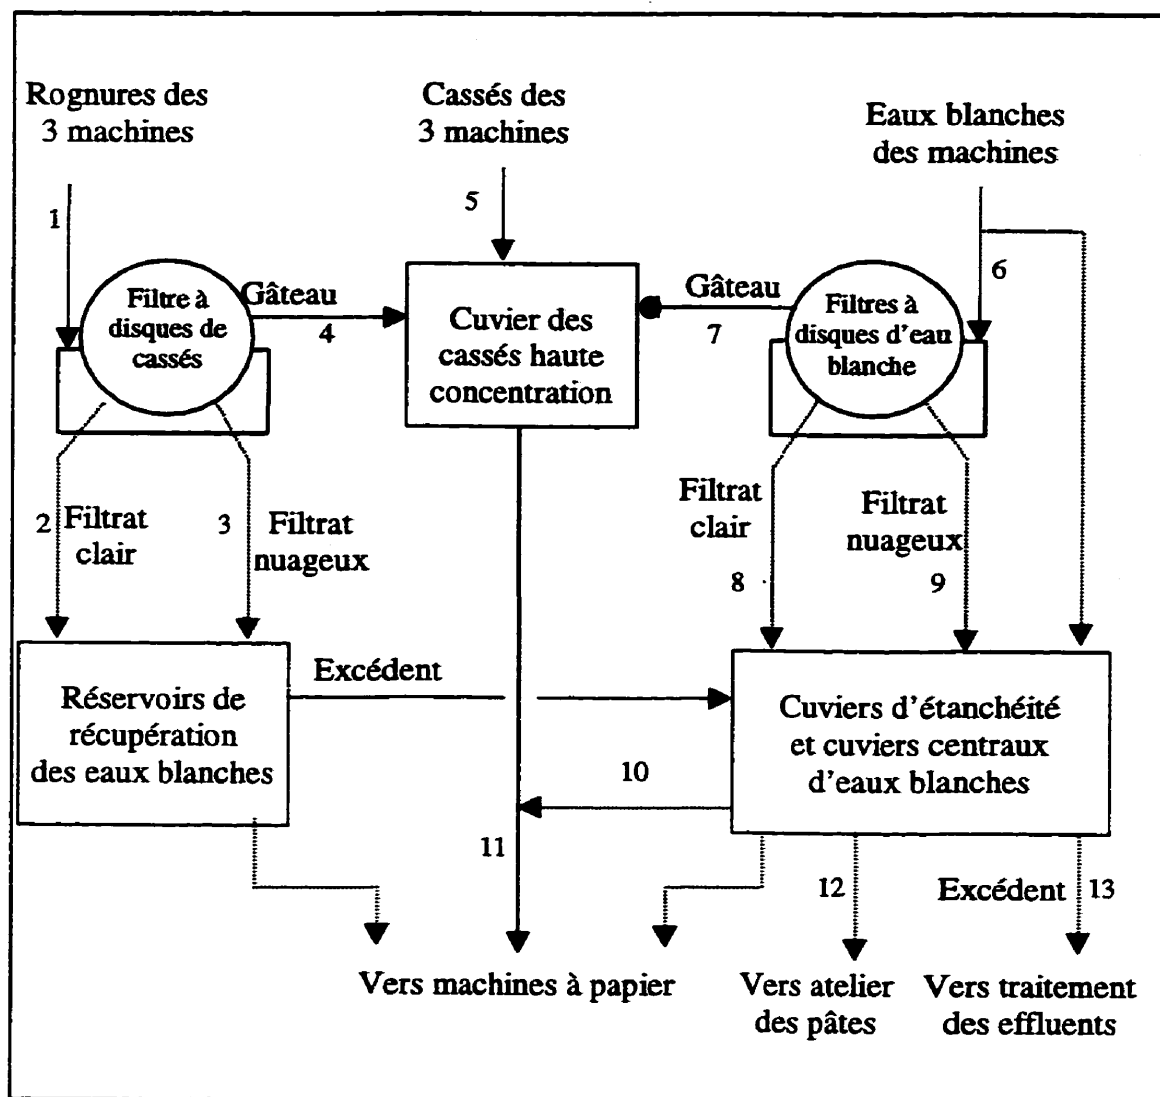 Rognures des
3 machines
Cassés des
3 machines
Eaux blanches
des machines
1
5
6
Filtre à
disques de
cassés
Gâteau
4
Cuvier des
cassés haute
concentration
Gâteau
7
Filtres à
disques d'eau
blanche
2
Filtrat
clair
3
Filtrat
nuageux
Filtrat
clair
8
Filtrat
nuageux
9
Réservoirs de
récupération
des eaux blanches
Excédent
Cuviers d'étanchéité
et cuviers centraux
d'eaux blanches
10
11
12
Excédent
13
Vers machines à papier
Vers atelier
des pâtes
Vers traitement
des effluents